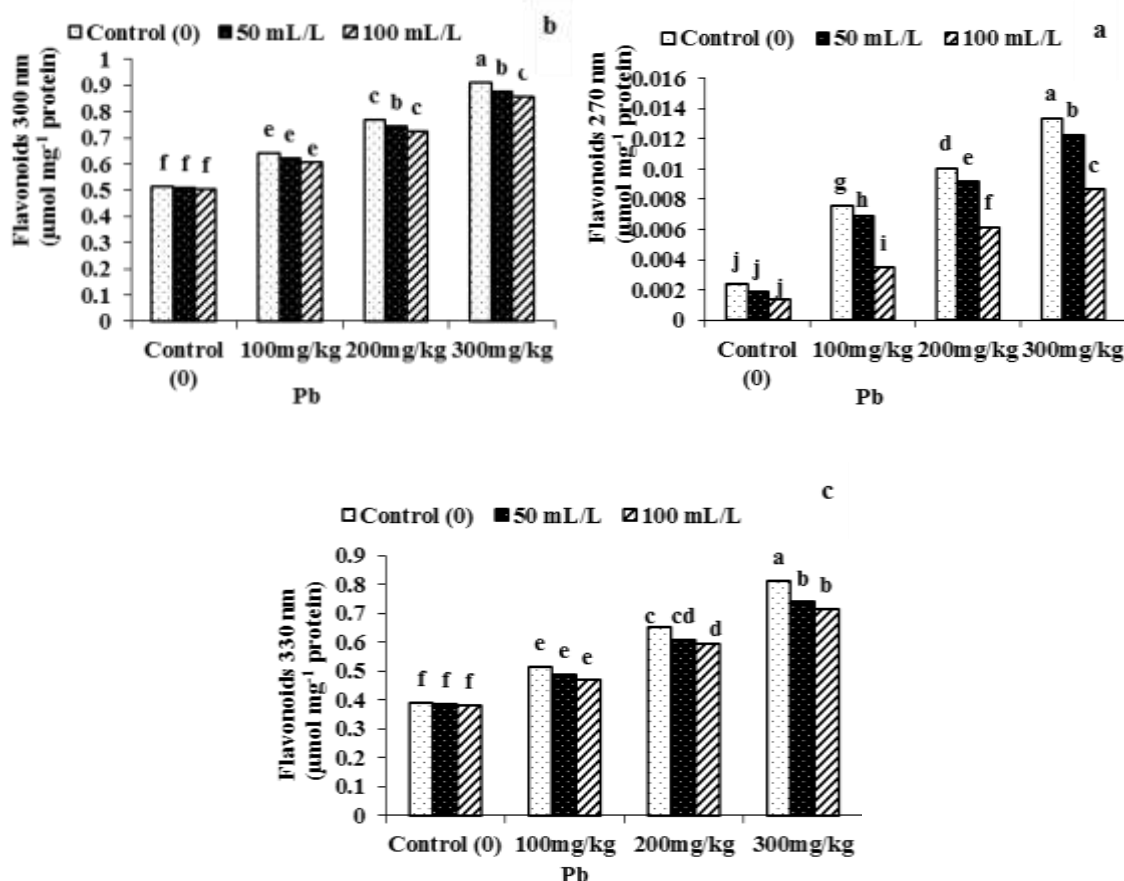 Control (0) 50 mL/L 100 mL/L
b
Flavonoids 300 nm
(µmol mg⁻¹ protein)
1
0.9
0.8
0.7
0.6
0.5
0.4
0.3
0.2
0.1
0
f f f
e e e
c b c
a b c
Control (0)
100mg/kg
200mg/kg
300mg/kg
Pb
Control (0) 50 mL/L 100 mL/L
a
Flavonoids 270 nm
(µmol mg⁻¹ protein)
0.016
0.014
0.012
0.01
0.008
0.006
0.004
0.002
0
j j j
g h i
d e f
a b c
Control (0)
100mg/kg
200mg/kg
300mg/kg
Pb
Control (0) 50 mL/L 100 mL/L
c
Flavonoids 330 nm
(µmol mg⁻¹ protein)
0.9
0.8
0.7
0.6
0.5
0.4
0.3
0.2
0.1
0
f f f
e e e
c cd d
a b b
Control (0)
100mg/kg
200mg/kg
300mg/kg
Pb